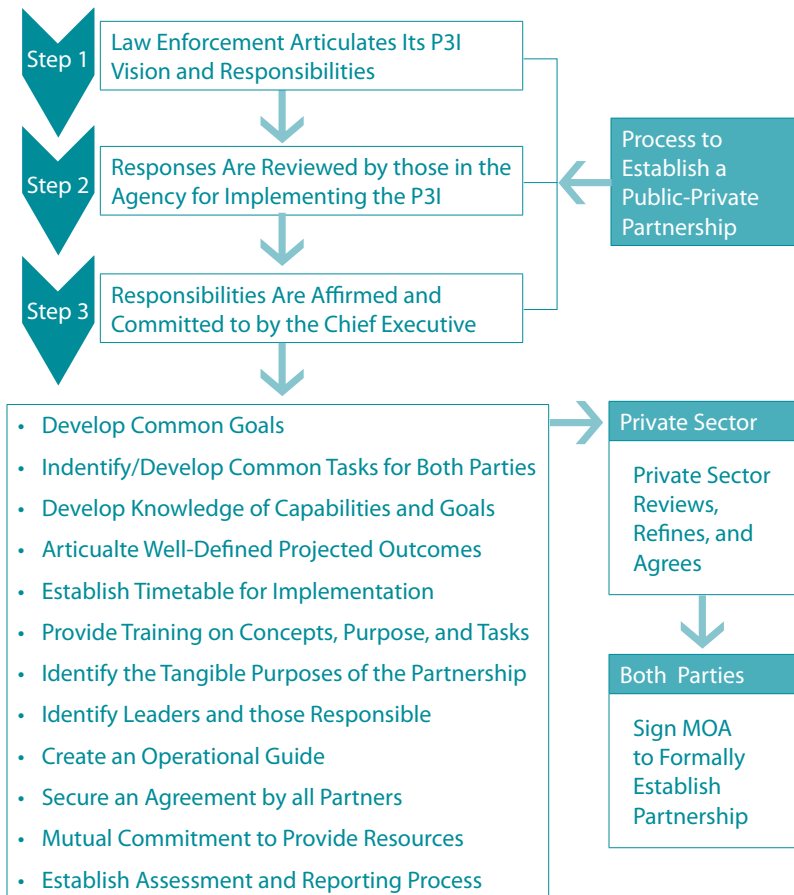 Step 1
Law Enforcement Articulates Its P3I
Vision and Responsibilities
Step 2
Responses Are Reviewed by those in the
Agency for Implementing the P3I
Process to
Establish a
Public-Private
Partnership
Step 3
Responsibilities Are Affirmed and
Committed to by the Chief Executive
• Develop Common Goals
• Indentify/Develop Common Tasks for Both Parties
• Develop Knowledge of Capabilities and Goals
• Articualte Well-Defined Projected Outcomes
• Establish Timetable for Implementation
• Provide Training on Concepts, Purpose, and Tasks
• Identify the Tangible Purposes of the Partnership
• Identify Leaders and those Responsible
• Create an Operational Guide
• Secure an Agreement by all Partners
• Mutual Commitment to Provide Resources
• Establish Assessment and Reporting Process
Private Sector
Private Sector
Reviews,
Refines, and
Agrees
Both Parties
Sign MOA
to Formally
Establish
Partnership